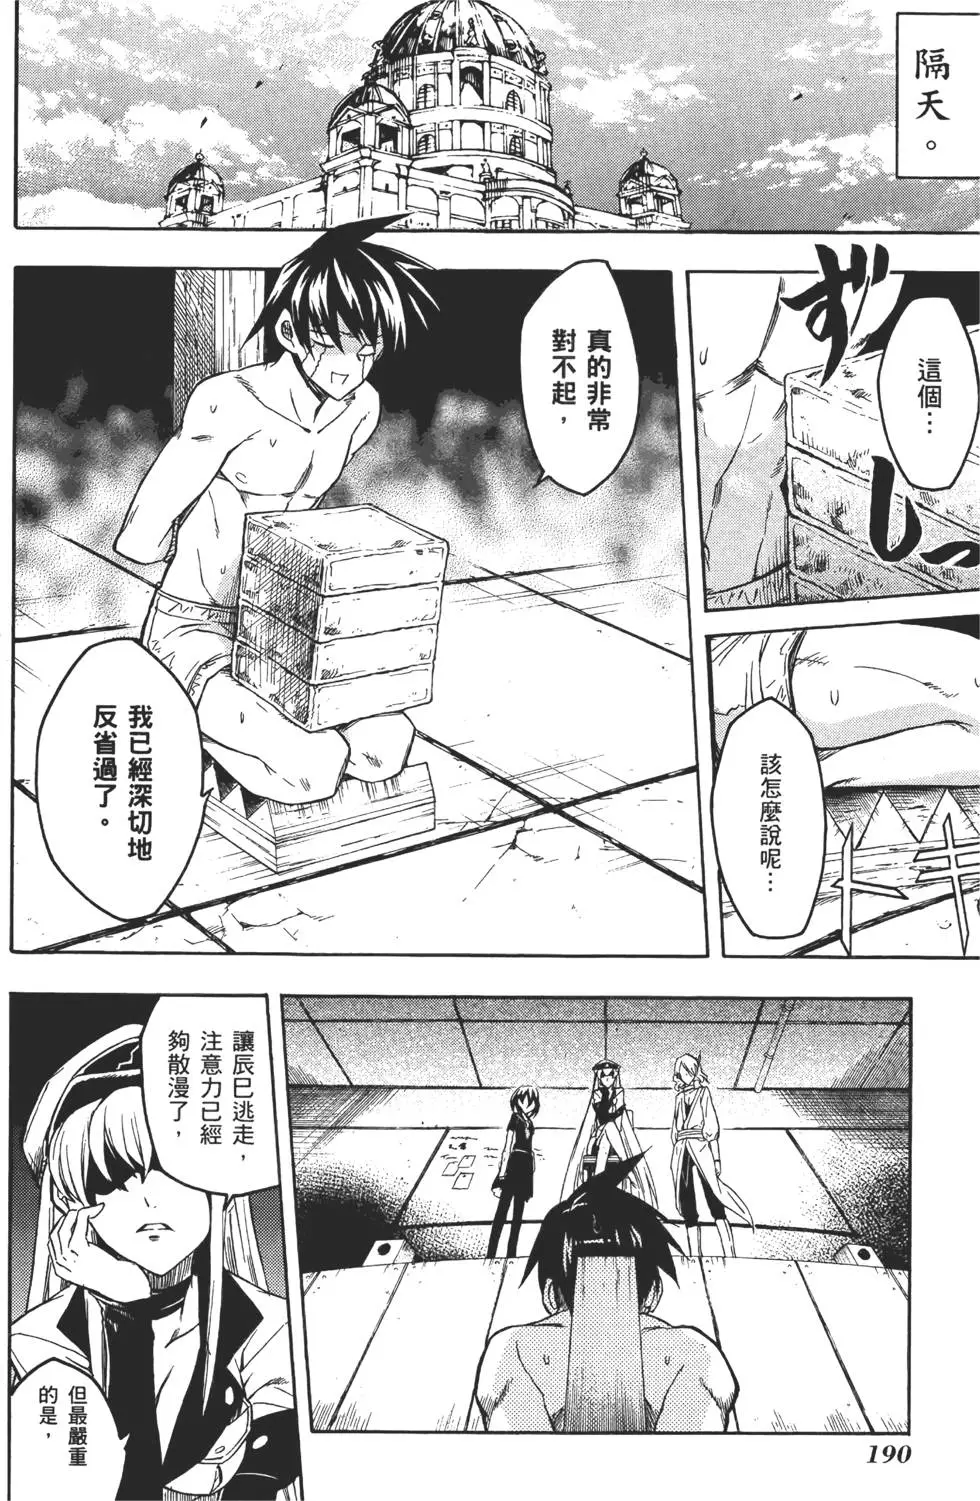 隔天。
這個…
ずしっ
該怎麼說呢…
トキ
真的非常
對不起，
我已經深切地
反省過了。
讓辰巳逃走，
注意力已經
夠散漫了，
但最嚴重
的是，
190